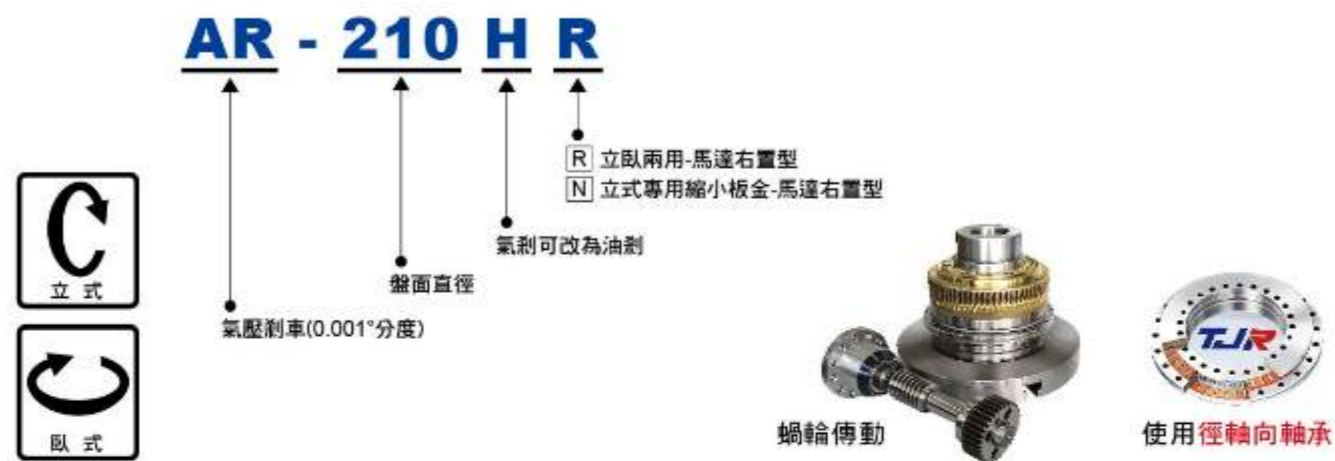 AR - 210 H R
R 立臥兩用-馬達右置型
N 立式專用縮小板金-馬達右置型
氣剎可改為油剎
盤面直徑
氣壓剎車(0.001°分度)
立 式
臥 式
TJR
蝸輪傳動
使用徑軸向軸承